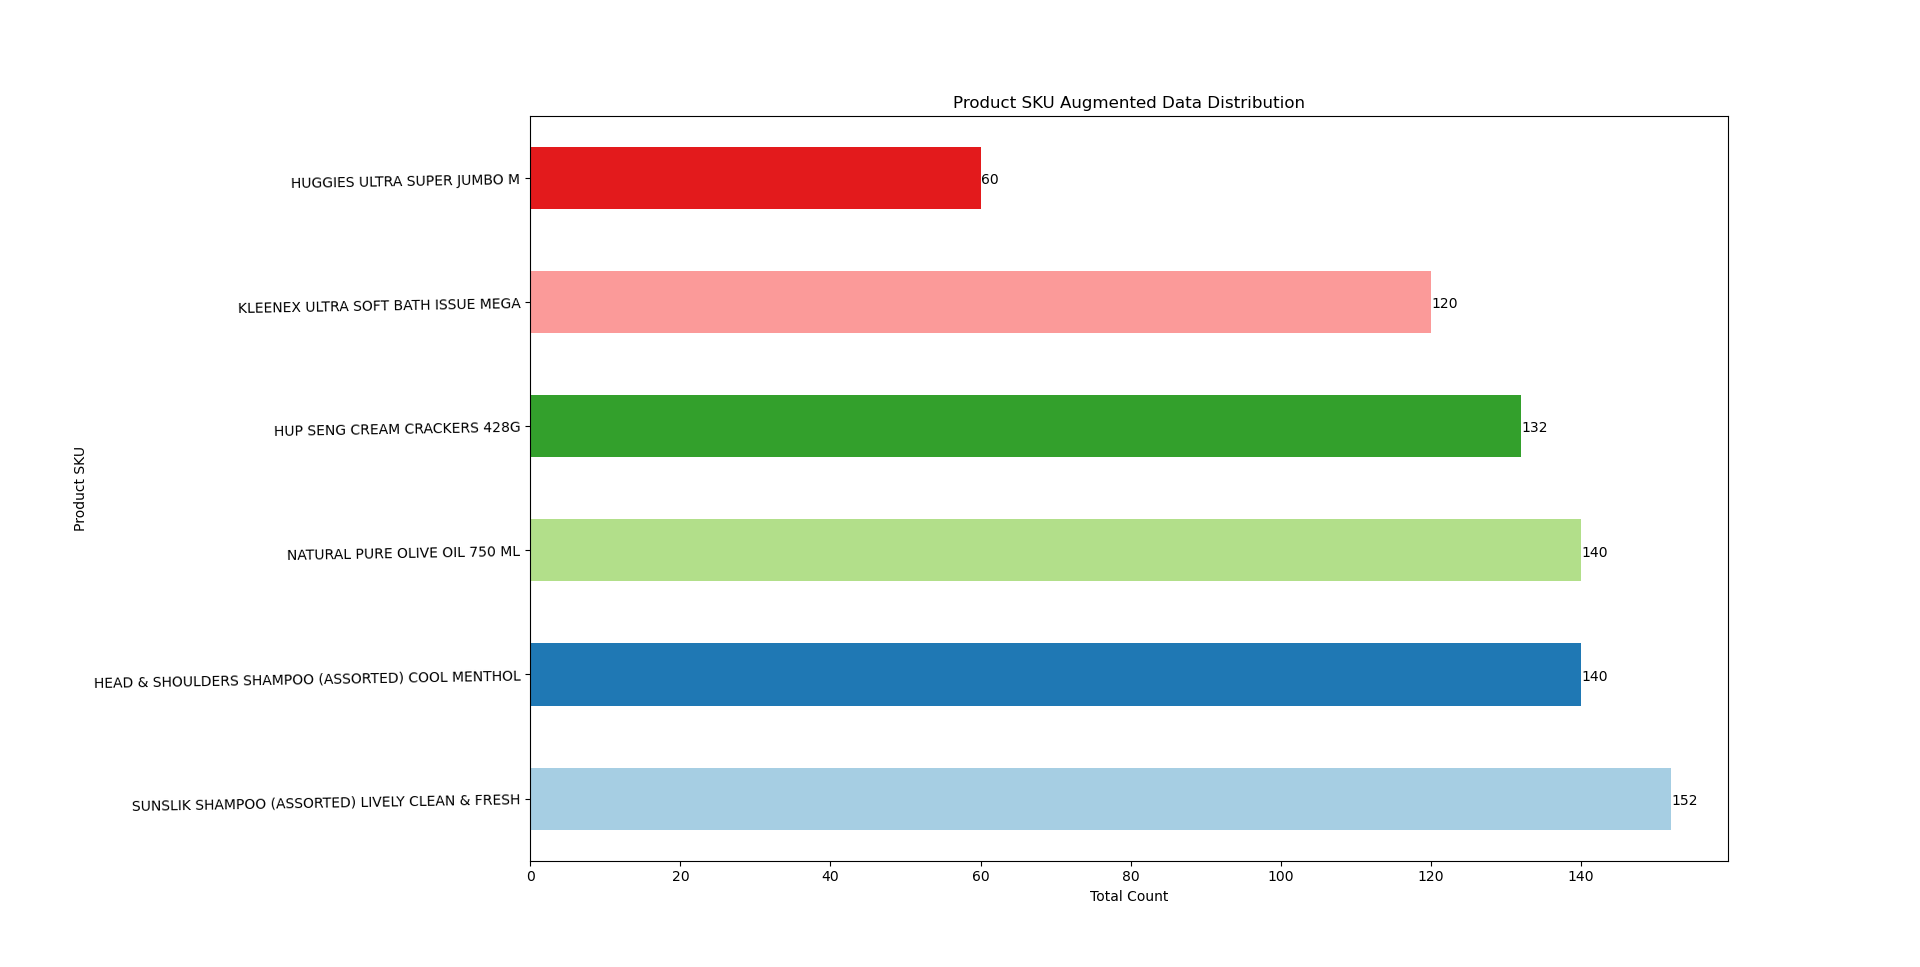 Product SKU Augmented Data Distribution
HUGGIES ULTRA SUPER JUMBO M
60
KLEENEX ULTRA SOFT BATH ISSUE MEGA
120
HUP SENG CREAM CRACKERS 428G
132
Product SKU
NATURAL PURE OLIVE OIL 750 ML
140
HEAD & SHOULDERS SHAMPOO (ASSORTED) COOL MENTHOL
140
SUNSLIK SHAMPOO (ASSORTED) LIVELY CLEAN & FRESH
152
0 20 40 60 80 100 120 140
Total Count